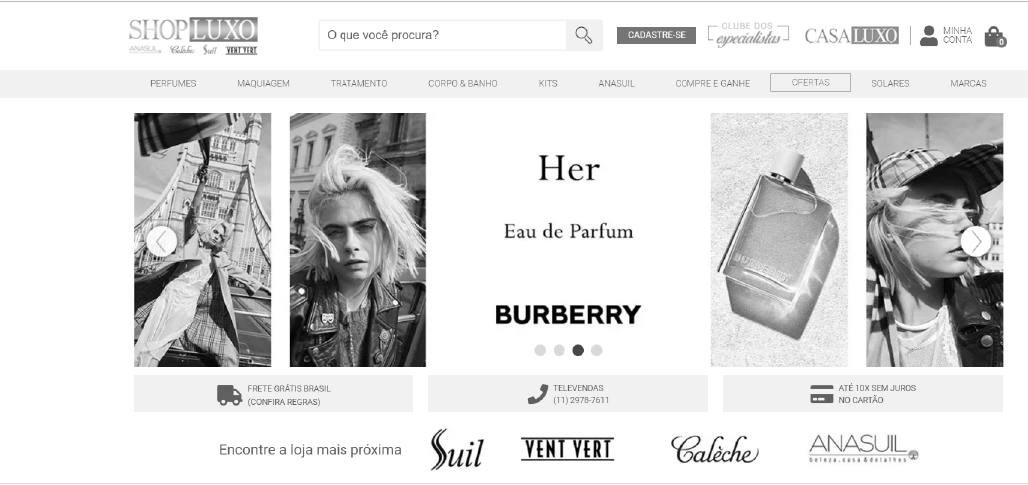 SHOPLUXO
ANASUIL Calèche Suil VENT VERT
O que você procura?
CADASTRE-SE
CLUBE DOS
especialistas
CASALUXO
MINHA
CONTA
0
PERFUMES MAQUIAGEM TRATAMENTO CORPO & BANHO KITS ANASUIL COMPRE E GANHE OFERTAS SOLARES MARCAS
Her
Eau de Parfum
BURBERRY
BURBERRY
FRETE GRÁTIS BRASIL
(CONFIRA REGRAS)
TELEVENDAS
(11) 2978-7611
ATÉ 10X SEM JUROS
NO CARTÃO
Encontre a loja mais próxima
Suil
VENT VERT
Calèche
ANASUIL
beleza, casa & detalhes